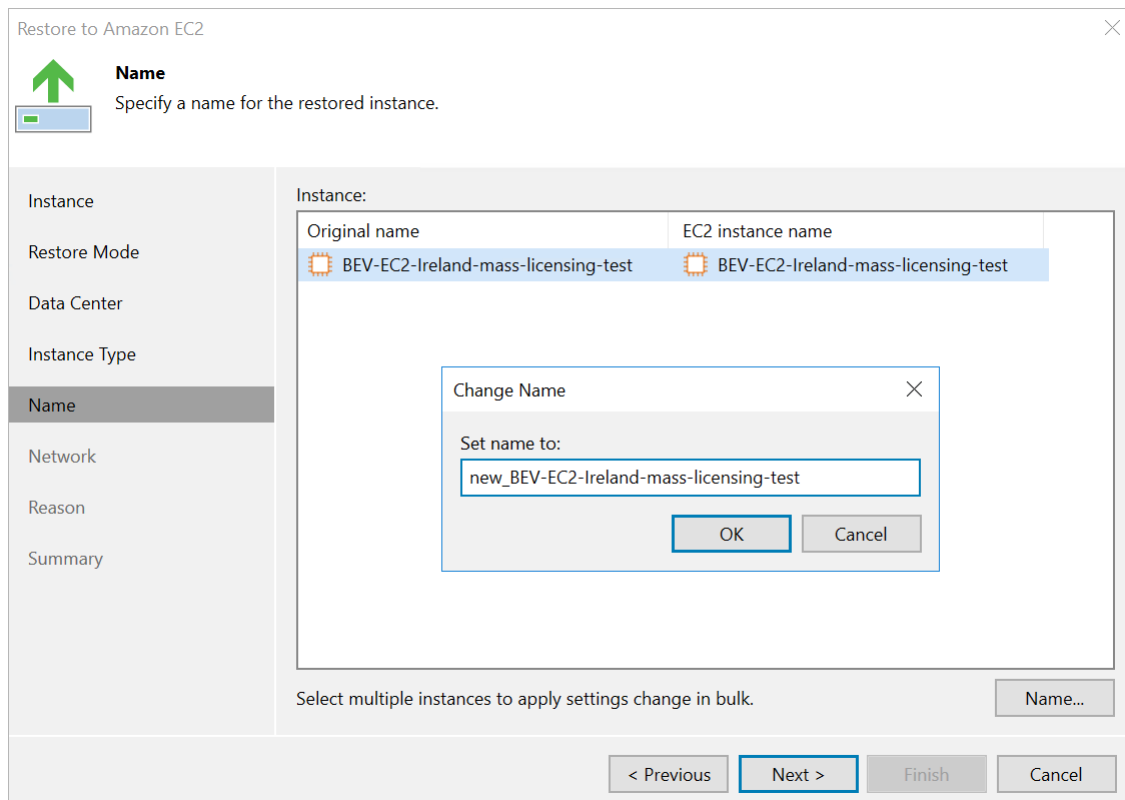 Restore to Amazon EC2
Name
Specify a name for the restored instance.
Instance
Restore Mode
Data Center
Instance Type
Name
Network
Reason
Summary
Instance:
Original name EC2 instance name
BEV-EC2-Ireland-mass-licensing-test BEV-EC2-Ireland-mass-licensing-test
Change Name
Set name to:
new_BEV-EC2-Ireland-mass-licensing-test
OK Cancel
Select multiple instances to apply settings change in bulk. Name...
< Previous Next > Finish Cancel